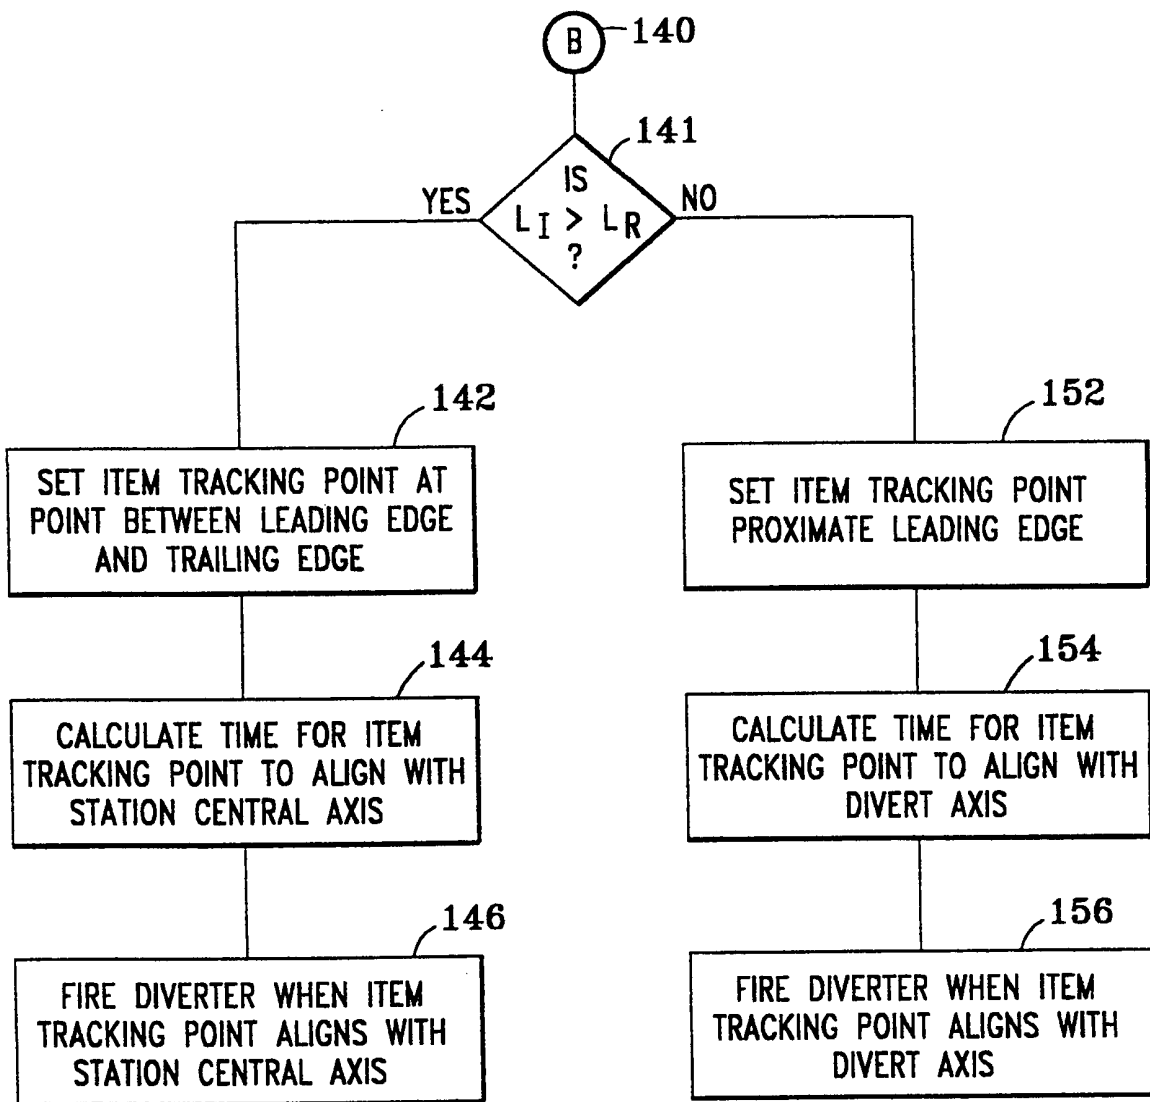 B
140
141
IS
L I > L R
?
YES
NO
142
SET ITEM TRACKING POINT AT
POINT BETWEEN LEADING EDGE
AND TRAILING EDGE
144
CALCULATE TIME FOR ITEM
TRACKING POINT TO ALIGN WITH
STATION CENTRAL AXIS
146
FIRE DIVERTER WHEN ITEM
TRACKING POINT ALIGNS WITH
STATION CENTRAL AXIS
152
SET ITEM TRACKING POINT
PROXIMATE LEADING EDGE
154
CALCULATE TIME FOR ITEM
TRACKING POINT TO ALIGN WITH
DIVERT AXIS
156
FIRE DIVERTER WHEN ITEM
TRACKING POINT ALIGNS WITH
DIVERT AXIS